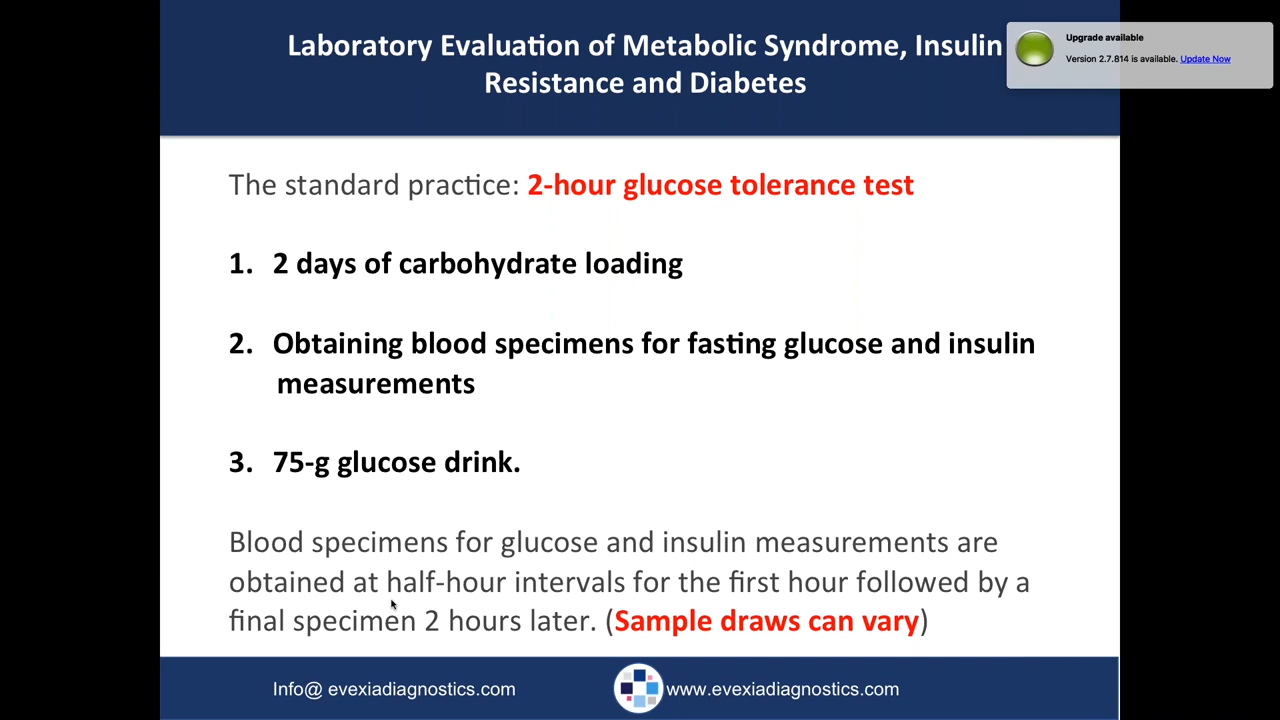 Laboratory Evaluation of Metabolic Syndrome, Insulin
Resistance and Diabetes
Upgrade available
Version 2.7.814 is available. Update Now
The standard practice: 2-hour glucose tolerance test
1. 2 days of carbohydrate loading
2. Obtaining blood specimens for fasting glucose and insulin
measurements
3. 75-g glucose drink.
Blood specimens for glucose and insulin measurements are
obtained at half-hour intervals for the first hour followed by a
final specimen 2 hours later. (Sample draws can vary)
Info@ evexiadiagnostics.com
www.evexiadiagnostics.com